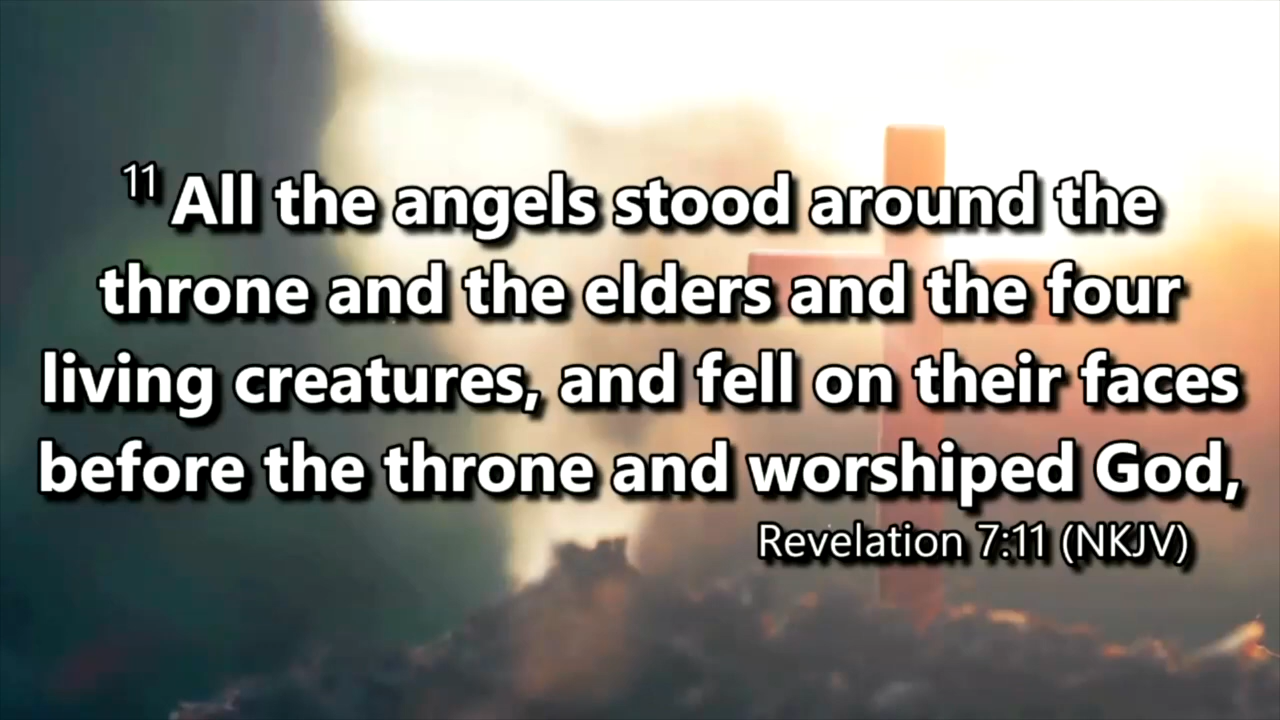 11 All the angels stood around the
throne and the elders and the four
living creatures, and fell on their faces
before the throne and worshiped God,
Revelation 7:11 (NKJV)